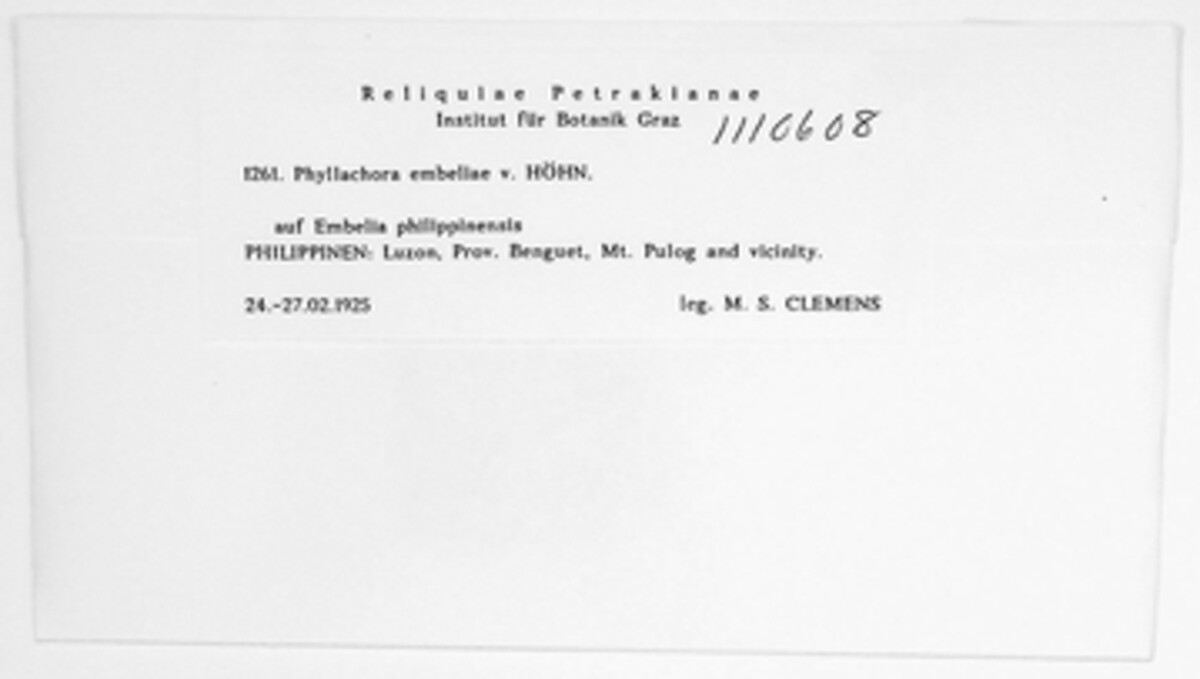 Reliquiae Petrakianae
Institut für Botanik Graz 1110608
1261. Phyllachora embeliae v. HÖHN.
auf Embelia philippinensis
PHILIPPINEN: Luzon, Prov. Benguet, Mt. Pulog and vicinity.
24.-27.02.1925 leg. M. S. CLEMENS